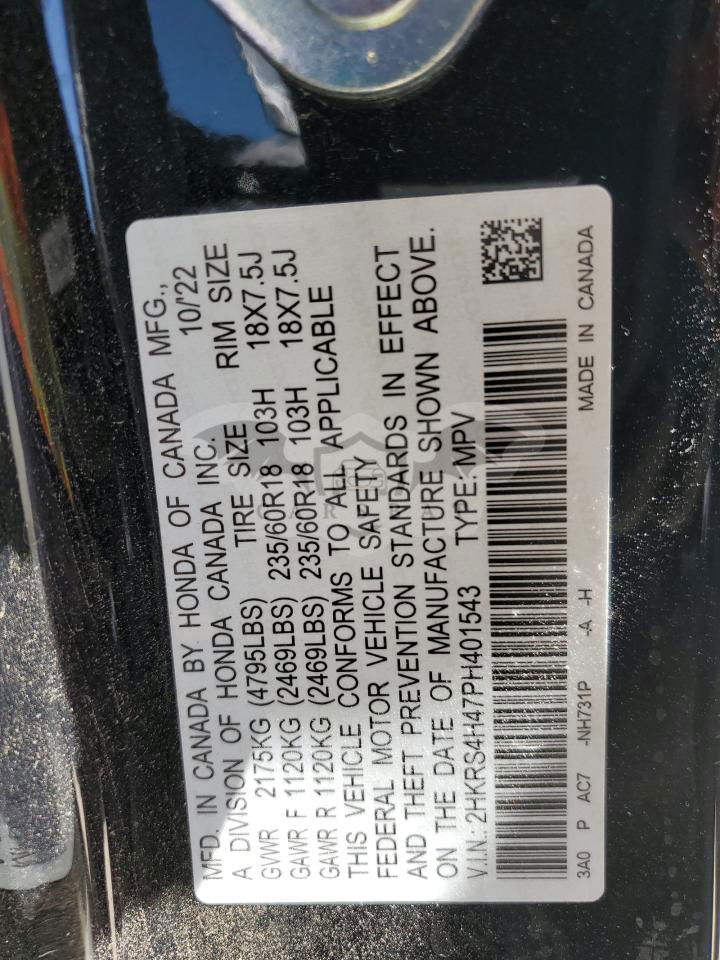 MFD. IN CANADA BY HONDA OF CANADA MFG.,
A DIVISION OF HONDA CANADA INC. 10/'22
GVWR 2175KG (4795LBS) TIRE SIZE RIM SIZE
GAWR F 1120KG (2469LBS) 235/60R18 103H 18X7.5J
GAWR R 1120KG (2469LBS) 235/60R18 103H 18X7.5J
THIS VEHICLE CONFORMS TO ALL APPLICABLE
FEDERAL MOTOR VEHICLE SAFETY
AND THEFT PREVENTION STANDARDS IN EFFECT
ON THE DATE OF MANUFACTURE SHOWN ABOVE.
V.I.N. 2HKRS4H47PH401543 TYPE: MPV
3A0 P AC7 -NH731P -A -H MADE IN CANADA